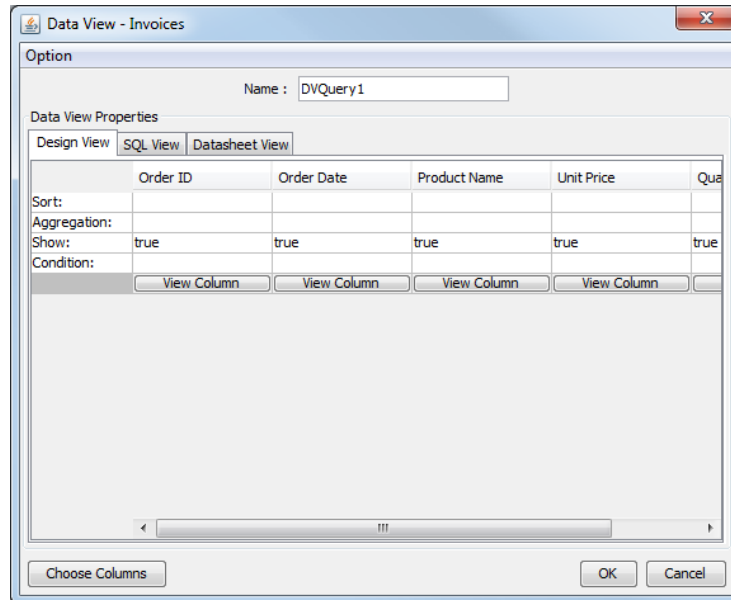 Data View - Invoices
Option
Name : DVQuery1
Data View Properties
Design View SQL View Datasheet View
Order ID Order Date Product Name Unit Price Qua
Sort:
Aggregation:
Show: true true true true true
Condition:
View Column View Column View Column View Column
Choose Columns OK Cancel